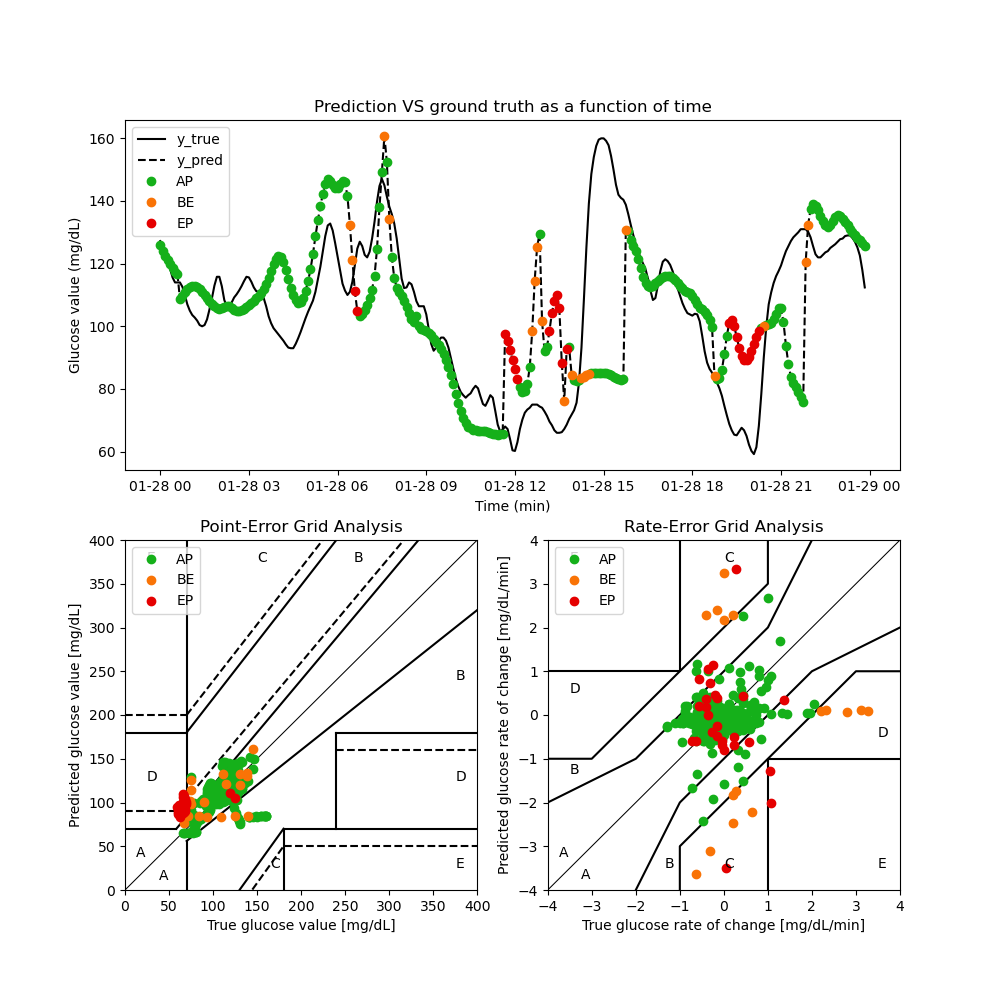 Prediction VS ground truth as a function of time
Glucose value (mg/dL)
160
140
120
100
80
60
y_true
y_pred
AP
BE
EP
01-28 00
01-28 03
01-28 06
01-28 09
01-28 12
01-28 15
01-28 18
01-28 21
01-29 00
Time (min)
Point-Error Grid Analysis
Predicted glucose value [mg/dL]
400
350
300
250
200
150
100
50
0
AP
BE
EP
C
B
B
D
D
A
A
C
E
0
50
100
150
200
250
300
350
400
True glucose value [mg/dL]
Rate-Error Grid Analysis
Predicted glucose rate of change [mg/dL/min]
4
3
2
1
0
−1
−2
−3
−4
AP
BE
EP
C
D
D
B
A
A
B
C
E
−4
−3
−2
−1
0
1
2
3
4
True glucose rate of change [mg/dL/min]